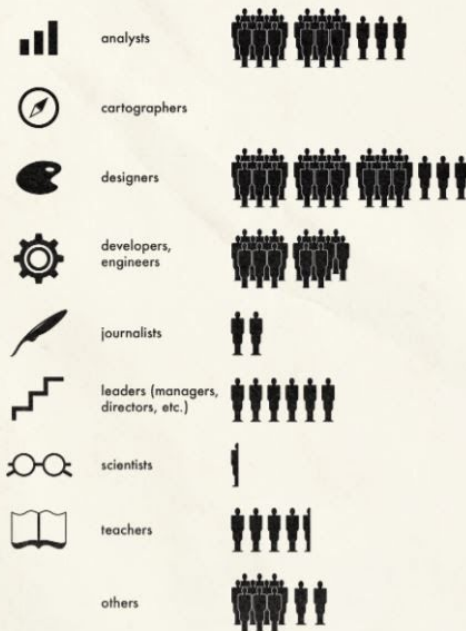 analysts
cartographers
designers
developers,
engineers
journalists
leaders (managers,
directors, etc.)
scientists
teachers
others